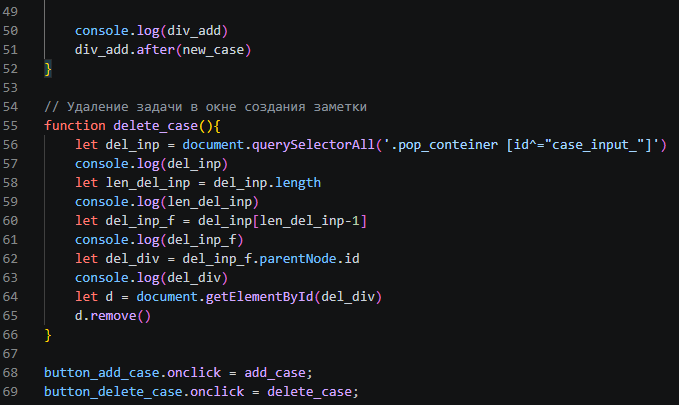 49
50 console.log(div_add)
51 div_add.after(new_case)
52 }
53
54 // Удаление задачи в окне создания заметки
55 function delete_case(){
56 let del_inp = document.querySelectorAll('.pop_conteiner [id^="case_input_"]')
57 console.log(del_inp)
58 let len_del_inp = del_inp.length
59 console.log(len_del_inp)
60 let del_inp_f = del_inp[len_del_inp-1]
61 console.log(del_inp_f)
62 let del_div = del_inp_f.parentNode.id
63 console.log(del_div)
64 let d = document.getElementById(del_div)
65 d.remove()
66 }
67
68 button_add_case.onclick = add_case;
69 button_delete_case.onclick = delete_case;